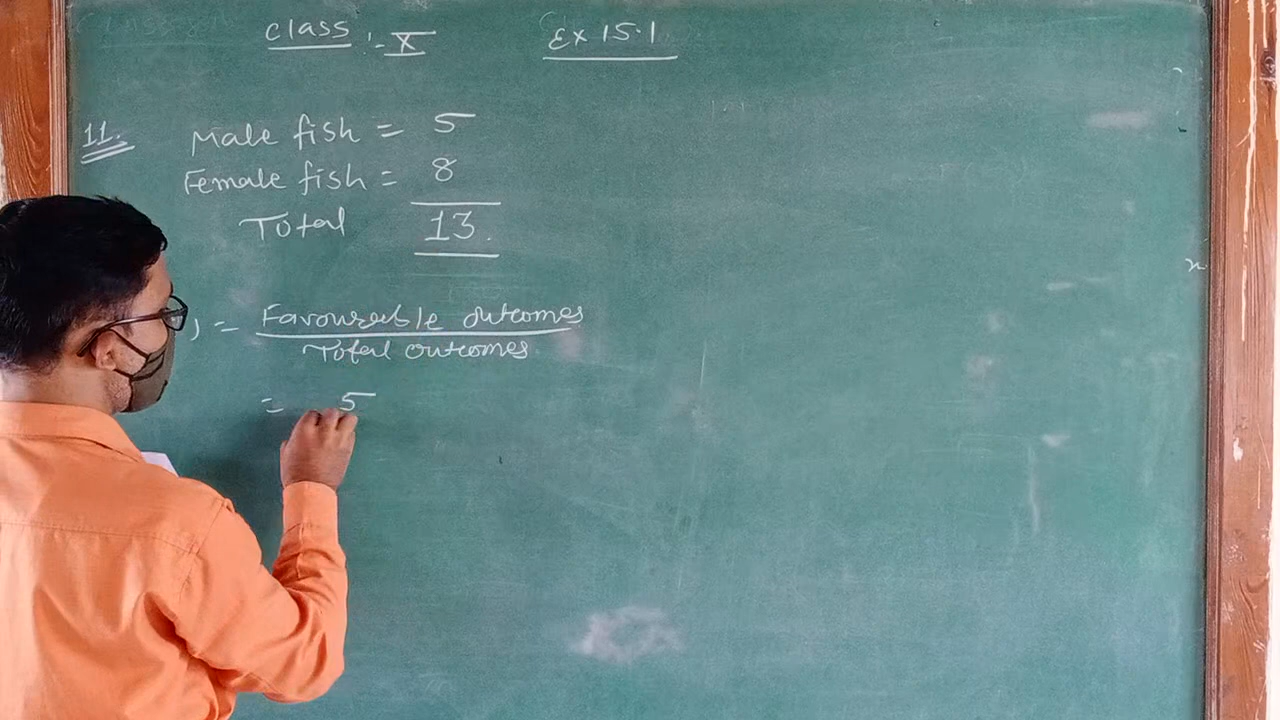 class :- X
Ex 15.1
11. Male fish = 5
Female fish = 8
Total 13.
) = Favourable outcomes
Total outcomes
= 5